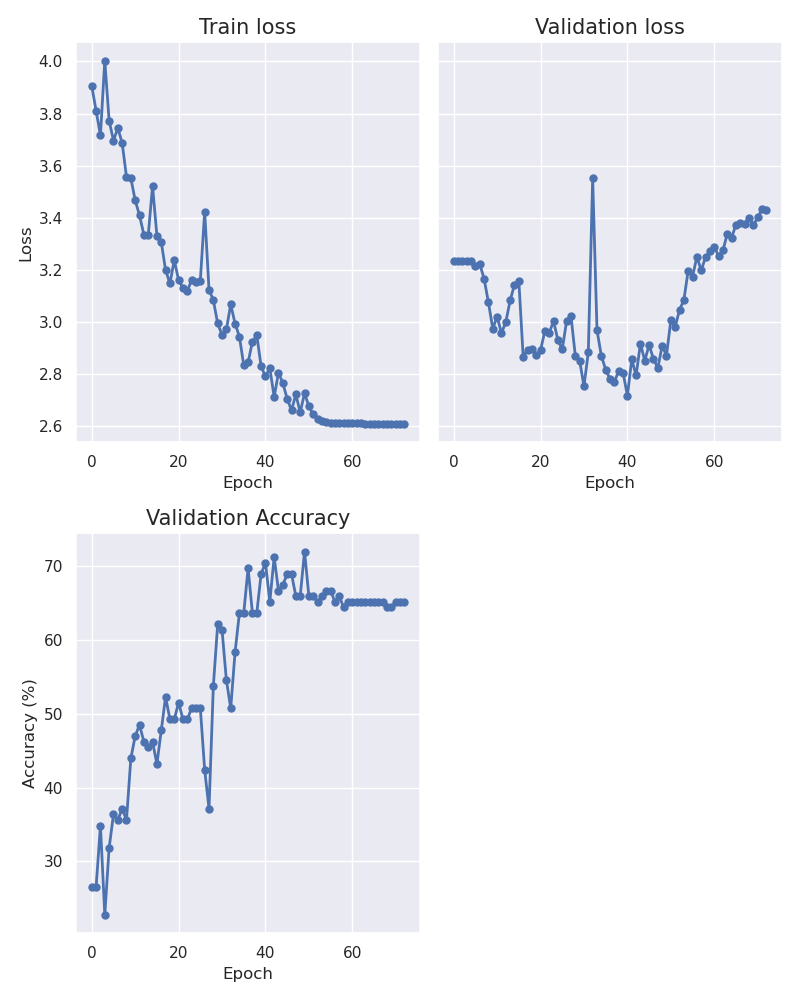 Train loss
Validation loss
4.0
3.8
3.6
3.4
3.2
3.0
2.8
2.6
Loss
0 20 40 60
0 20 40 60
Epoch
Epoch
Validation Accuracy
70
60
50
40
30
Accuracy (%)
0 20 40 60
Epoch